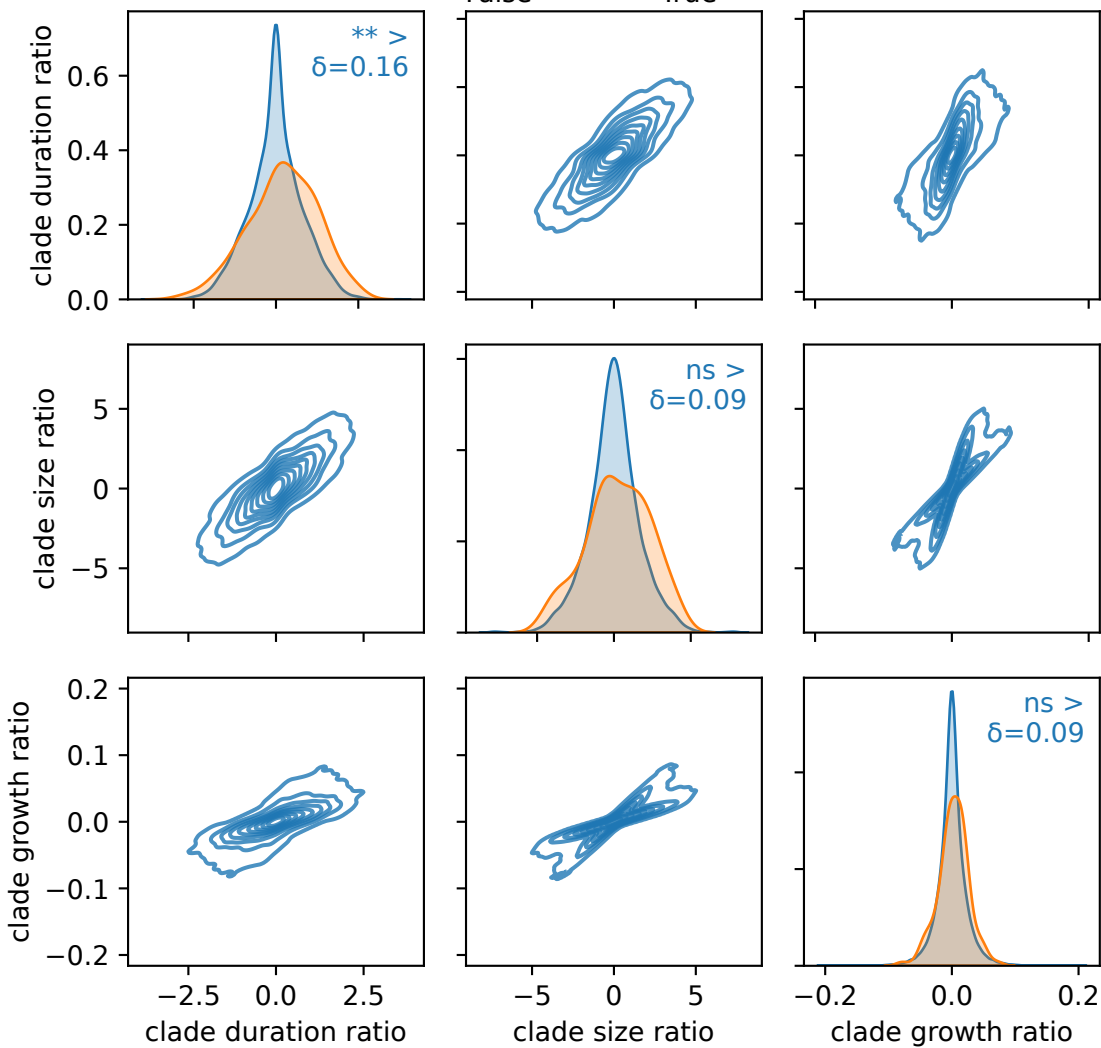 clade duration ratio
0.6
0.4
0.2
0.0
** >
δ=0.16
clade size ratio
5
0
−5
ns >
δ=0.09
clade growth ratio
0.2
0.1
0.0
−0.1
−0.2
ns >
δ=0.09
−2.5 0.0 2.5
−5 0 5
−0.2 0.0 0.2
clade duration ratio
clade size ratio
clade growth ratio